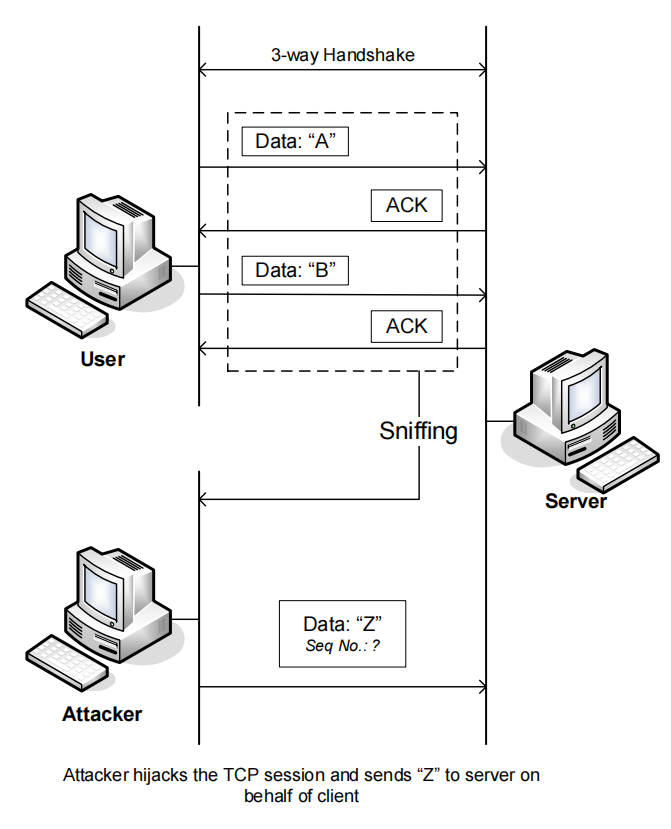 3-way Handshake
Data: “A”
ACK
Data: “B”
ACK
User
Sniffing
Server
Data: “Z”
Seq No.: ?
Attacker
Attacker hijacks the TCP session and sends “Z” to server on
behalf of client